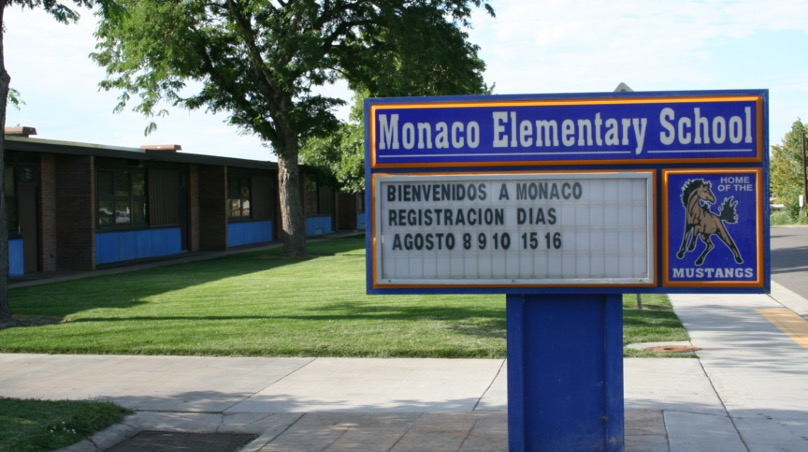 Monaco Elementary School
BIENVENIDOS A MONACO
REGISTRACION DIAS
AGOSTO 8 9 10 15 16
HOME OF THE
MUSTANGS